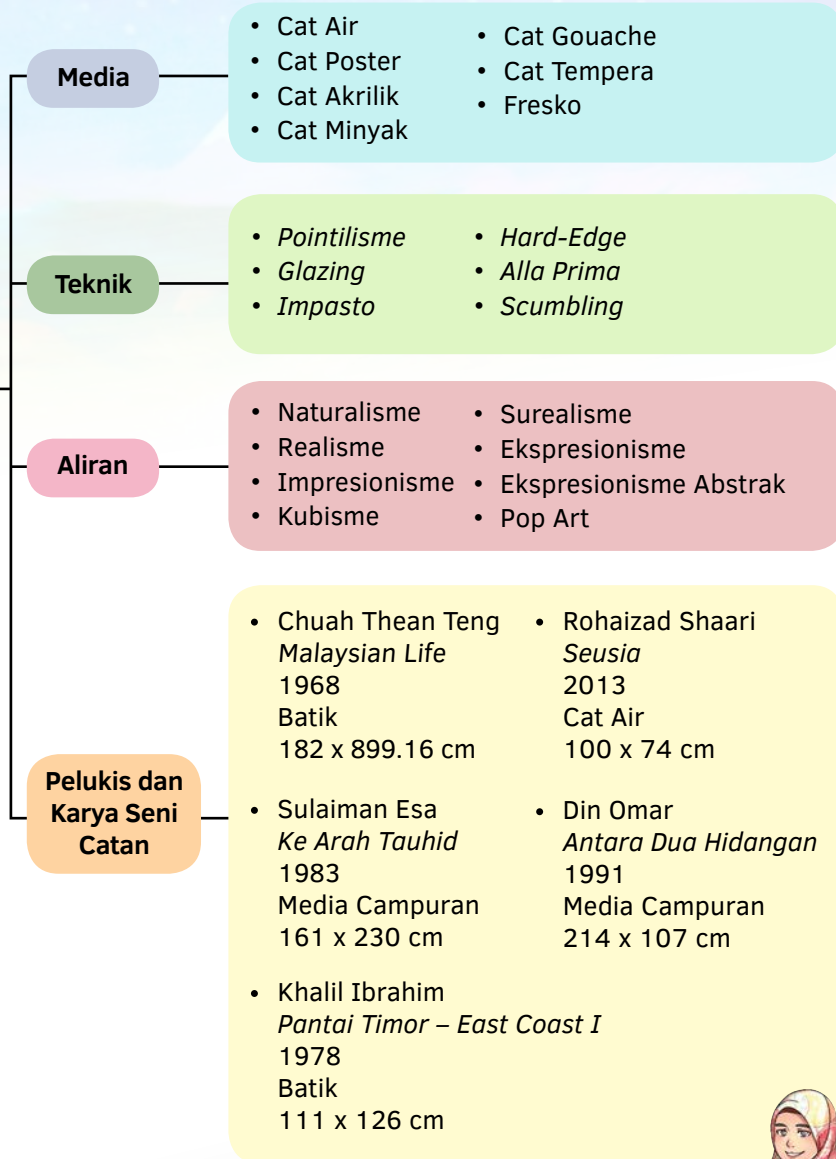 Media
• Cat Air
• Cat Poster
• Cat Akrilik
• Cat Minyak
• Cat Gouache
• Cat Tempera
• Fresko
Teknik
• Pointilisme
• Glazing
• Impasto
• Hard-Edge
• Alla Prima
• Scumbling
Aliran
• Naturalisme
• Realisme
• Impresionisme
• Kubisme
• Surealisme
• Ekspresionisme
• Ekspresionisme Abstrak
• Pop Art
Pelukis dan
Karya Seni
Catan
• Chuah Thean Teng
Malaysian Life
1968
Batik
182 x 899.16 cm
• Rohaizad Shaari
Seusia
2013
Cat Air
100 x 74 cm
• Sulaiman Esa
Ke Arah Tauhid
1983
Media Campuran
161 x 230 cm
• Din Omar
Antara Dua Hidangan
1991
Media Campuran
214 x 107 cm
• Khalil Ibrahim
Pantai Timor – East Coast I
1978
Batik
111 x 126 cm